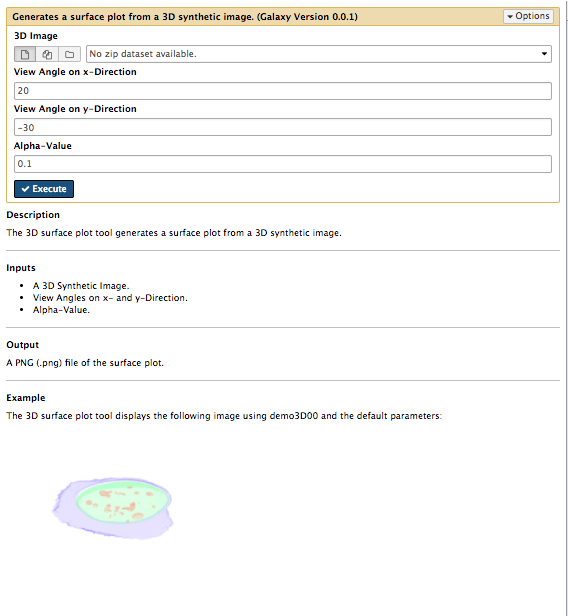 Generates a surface plot from a 3D synthetic image. (Galaxy Version 0.0.1)
Options
3D Image
No zip dataset available.
View Angle on x-Direction
20
View Angle on y-Direction
-30
Alpha-Value
0.1
Execute
Description
The 3D surface plot tool generates a surface plot from a 3D synthetic image.
Inputs
• A 3D Synthetic Image.
• View Angles on x- and y-Direction.
• Alpha-Value.
Output
A PNG (.png) file of the surface plot.
Example
The 3D surface plot tool displays the following image using demo3D00 and the default parameters: